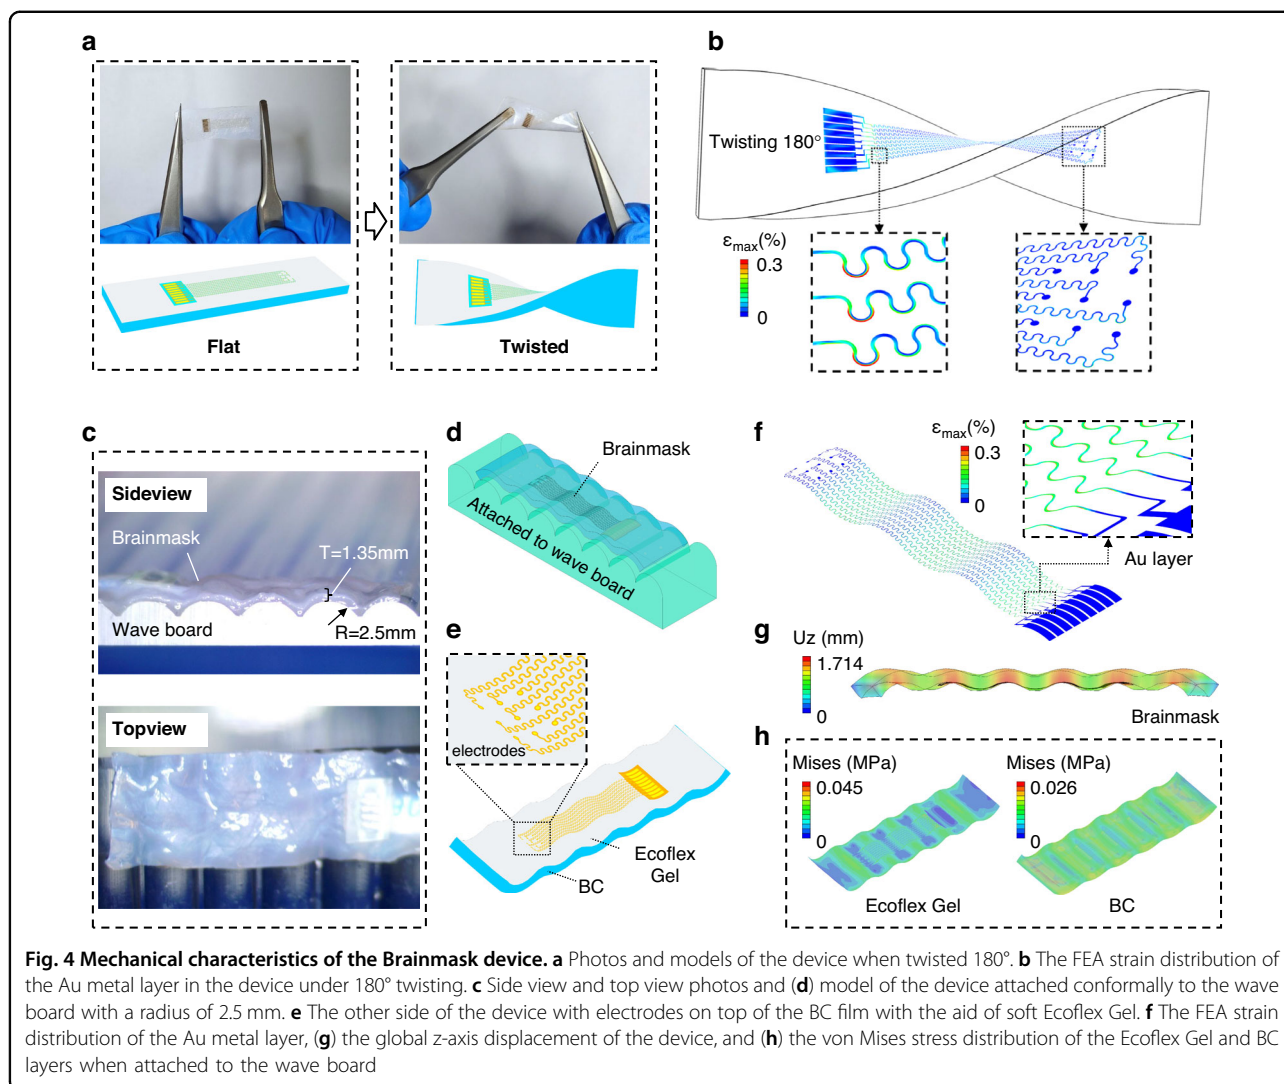 a
Flat
Twisted
b
Twisting 180°
εmax(%)
0.3
0
c
Sideview
Brainmask
T=1.35mm
Wave board
R=2.5mm
Topview
d
Brainmask
Attached to wave board
e
electrodes
Ecoflex
Gel
BC
f
εmax(%)
0.3
0
Au layer
g
Uz (mm)
1.714
0
Brainmask
h
Mises (MPa)
0.045
0
Ecoflex Gel
Mises (MPa)
0.026
0
BC
Fig. 4 Mechanical characteristics of the Brainmask device. a Photos and models of the device when twisted 180°. b The FEA strain distribution of
the Au metal layer in the device under 180° twisting. c Side view and top view photos and (d) model of the device attached conformally to the wave
board with a radius of 2.5 mm. e The other side of the device with electrodes on top of the BC film with the aid of soft Ecoflex Gel. f The FEA strain
distribution of the Au metal layer, (g) the global z-axis displacement of the device, and (h) the von Mises stress distribution of the Ecoflex Gel and BC
layers when attached to the wave board